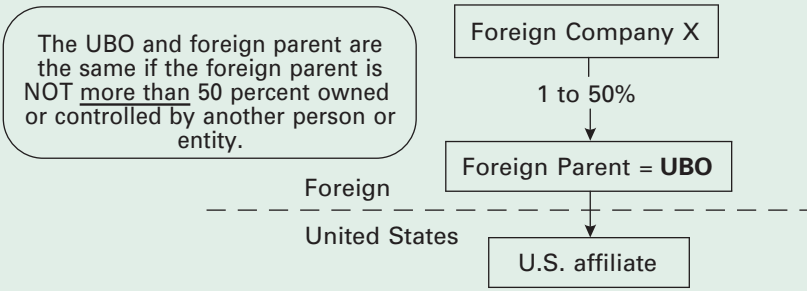 The UBO and foreign parent are
the same if the foreign parent is
NOT more than 50 percent owned
or controlled by another person or
entity.
Foreign Company X
1 to 50%
Foreign Parent = UBO
Foreign
United States
U.S. affiliate